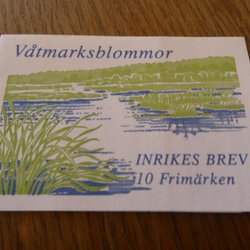 Våtmarksblommor
INRIKES BREV
10 Frimärken